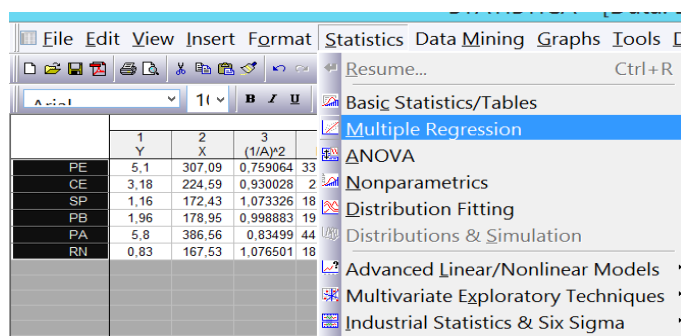 File Edit View Insert Format Statistics Data Mining Graphs Tools
Arial
B I U
Resume... Ctrl+R
Basic Statistics/Tables
Multiple Regression
ANOVA
Nonparametrics
Distribution Fitting
Distributions & Simulation
Advanced Linear/Nonlinear Models
Multivariate Exploratory Techniques
Industrial Statistics & Six Sigma
1 2 3
Y X (1/A)^2
PE 5,1 307,09 0,759064 33
CE 3,18 224,59 0,930028 2
SP 1,16 172,43 1,073326 18
PB 1,96 178,95 0,998883 19
PA 5,8 386,56 0,83499 44
RN 0,83 167,53 1,076501 18